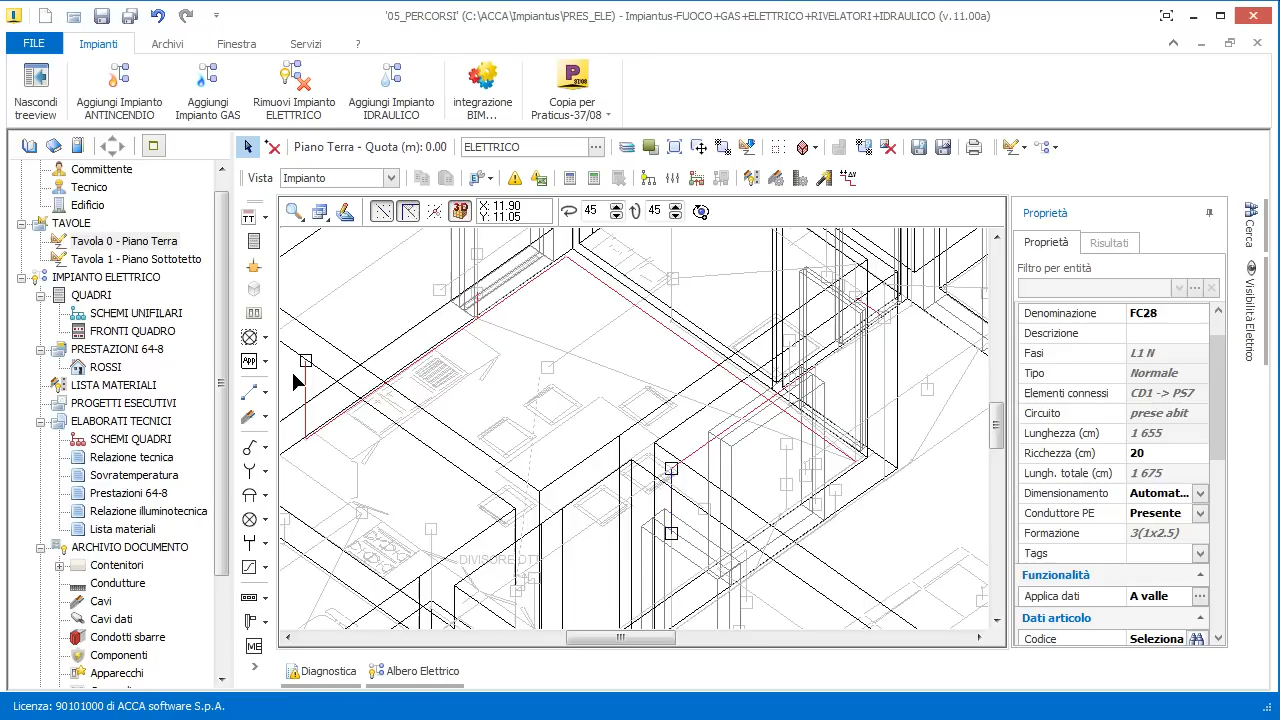 '05_PERCORSI' (C:\ACCA\Impiantus\PRES_ELE) - Impiantus-FUOCO+GAS+ELETTRICO+RIVELATORI+IDRAULICO (v.11.00a)
FILE
Impianti
Archivi
Finestra
Servizi
?
Nascondi treeview
Aggiungi Impianto ANTINCENDIO
Aggiungi Impianto GAS
Rimuovi Impianto ELETTRICO
Aggiungi Impianto IDRAULICO
integrazione BIM...
Copia per Praticus-37/08
Piano Terra - Quota (m): 0.00
ELETTRICO
Vista
Impianto
X: 11.90
Y: 11.05
45
45
3D
TT
App
ME
Committente
Tecnico
Edificio
TAVOLE
Tavola 0 - Piano Terra
Tavola 1 - Piano Sottotetto
IMPIANTO ELETTRICO
QUADRI
SCHEMI UNIFILARI
FRONTI QUADRO
PRESTAZIONI 64-8
ROSSI
LISTA MATERIALI
PROGETTI ESECUTIVI
ELABORATI TECNICI
SCHEMI QUADRI
Relazione tecnica
Sovratemperatura
Prestazioni 64-8
Relazione illuminotecnica
Lista materiali
ARCHIVIO DOCUMENTO
Contenitori
Condutture
Cavi
Cavi dati
Condotti sbarre
Componenti
Apparecchi
Diagnostica
Albero Elettrico
Proprietà
Proprietà
Risultati
Filtro per entità
Denominazione FC28
Descrizione
Fasi L1 N
Tipo Normale
Elementi connessi CD1 -> PS7
Circuito prese abit
Lunghezza (cm) 1 655
Ricchezza (cm) 20
Lungh. totale (cm) 1 675
Dimensionamento Automat...
Conduttore PE Presente
Formazione 3(1x2.5)
Tags
Funzionalità
Applica dati A valle
Dati articolo
Codice Seleziona
Cerca
Visibilità Elettrico
Licenza: 90101000 di ACCA software S.p.A.